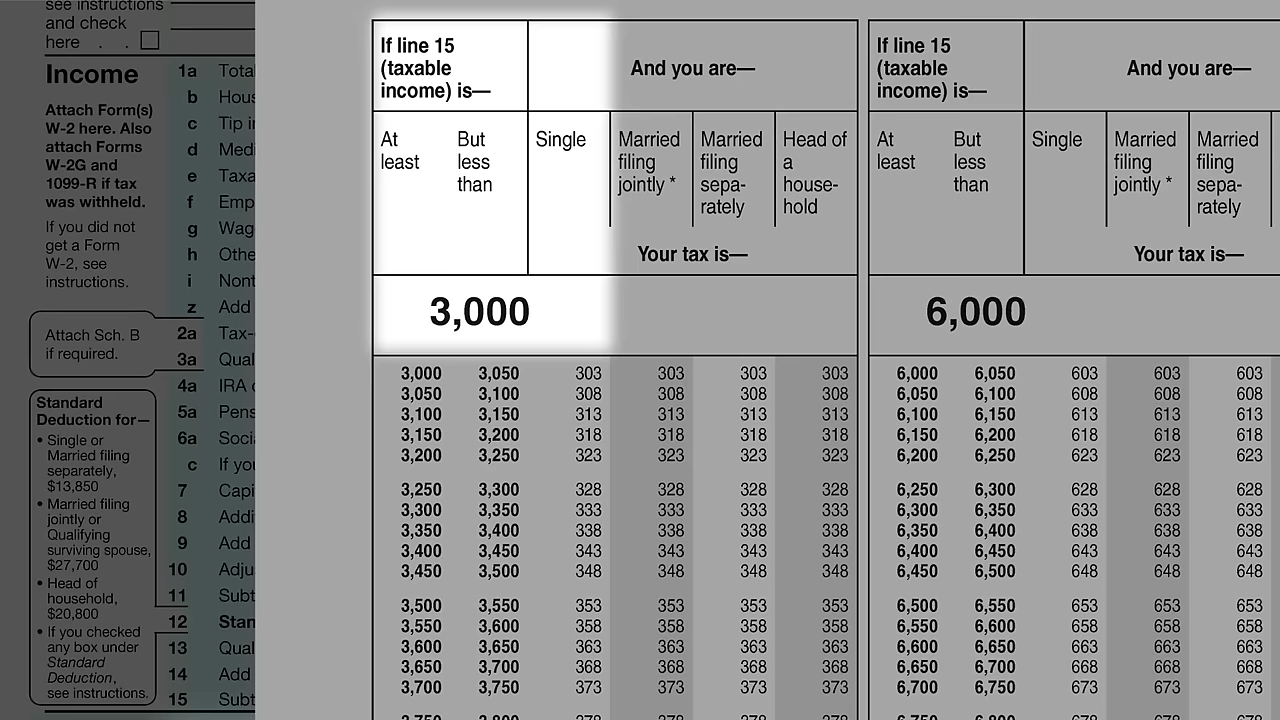 see instructions
and check
here . .
Income
Attach Form(s)
W-2 here. Also
attach Forms
W-2G and
1099-R if tax
was withheld.
If you did not
get a Form
W-2, see
instructions.
Attach Sch. B
if required.
Standard
Deduction for—
• Single or
Married filing
separately,
$13,850
• Married filing
jointly or
Qualifying
surviving spouse,
$27,700
• Head of
household,
$20,800
• If you checked
any box under
Standard
Deduction,
see instructions.
1a Total
b
c Tip
d
e
f
g
h
i
z Add
2a
3a
4a IRA
5a
6a
c If
7
8
9 Add
10
11
12
13
14 Add
15
If line 15
(taxable
income) is—
And you are—
At
least
But
less
than
Single
Married
filing
jointly *
Married
filing
sepa-
rately
Head of
a
house-
hold
Your tax is—
3,000
3,000 3,050 303 303 303 303
3,050 3,100 308 308 308 308
3,100 3,150 313 313 313 313
3,150 3,200 318 318 318 318
3,200 3,250 323 323 323 323
3,250 3,300 328 328 328 328
3,300 3,350 333 333 333 333
3,350 3,400 338 338 338 338
3,400 3,450 343 343 343 343
3,450 3,500 348 348 348 348
3,500 3,550 353 353 353 353
3,550 3,600 358 358 358 358
3,600 3,650 363 363 363 363
3,650 3,700 368 368 368 368
3,700 3,750 373 373 373 373
If line 15
(taxable
income) is—
And you are—
At
least
But
less
than
Single
Married
filing
jointly *
Married
filing
sepa-
rately
Your tax is—
6,000
6,000 6,050 603 603 603
6,050 6,100 608 608 608
6,100 6,150 613 613 613
6,150 6,200 618 618 618
6,200 6,250 623 623 623
6,250 6,300 628 628 628
6,300 6,350 633 633 633
6,350 6,400 638 638 638
6,400 6,450 643 643 643
6,450 6,500 648 648 648
6,500 6,550 653 653 653
6,550 6,600 658 658 658
6,600 6,650 663 663 663
6,650 6,700 668 668 668
6,700 6,750 673 673 673